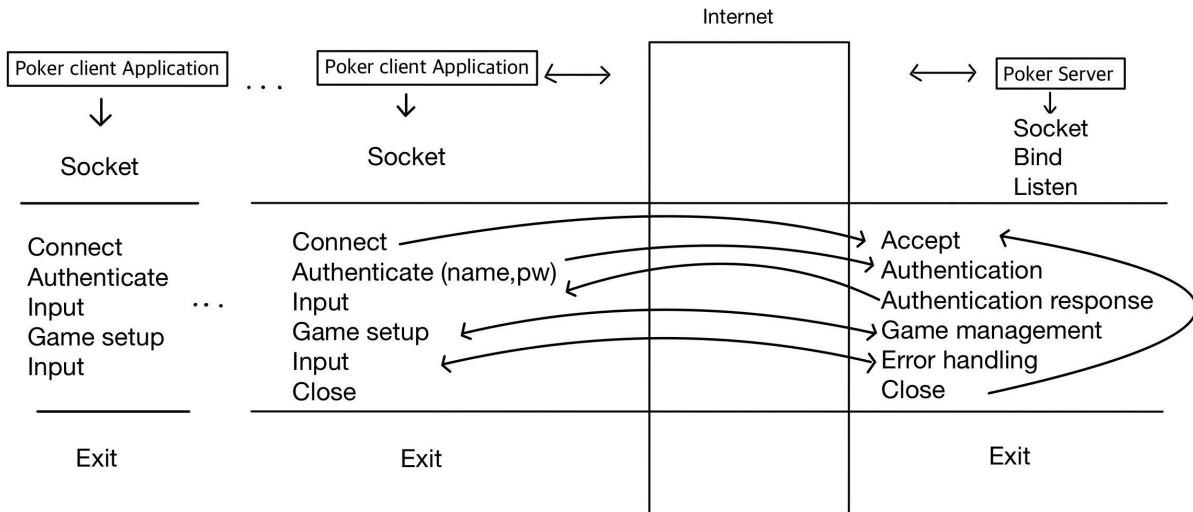 Internet
Poker client Application
. . .
Poker client Application
Poker Server
Socket
Socket
Socket
Bind
Listen
Connect
Authenticate
Input
Game setup
Input
. . .
Connect
Authenticate (name,pw)
Input
Game setup
Input
Close
Accept
Authentication
Authentication response
Game management
Error handling
Close
Exit
Exit
Exit